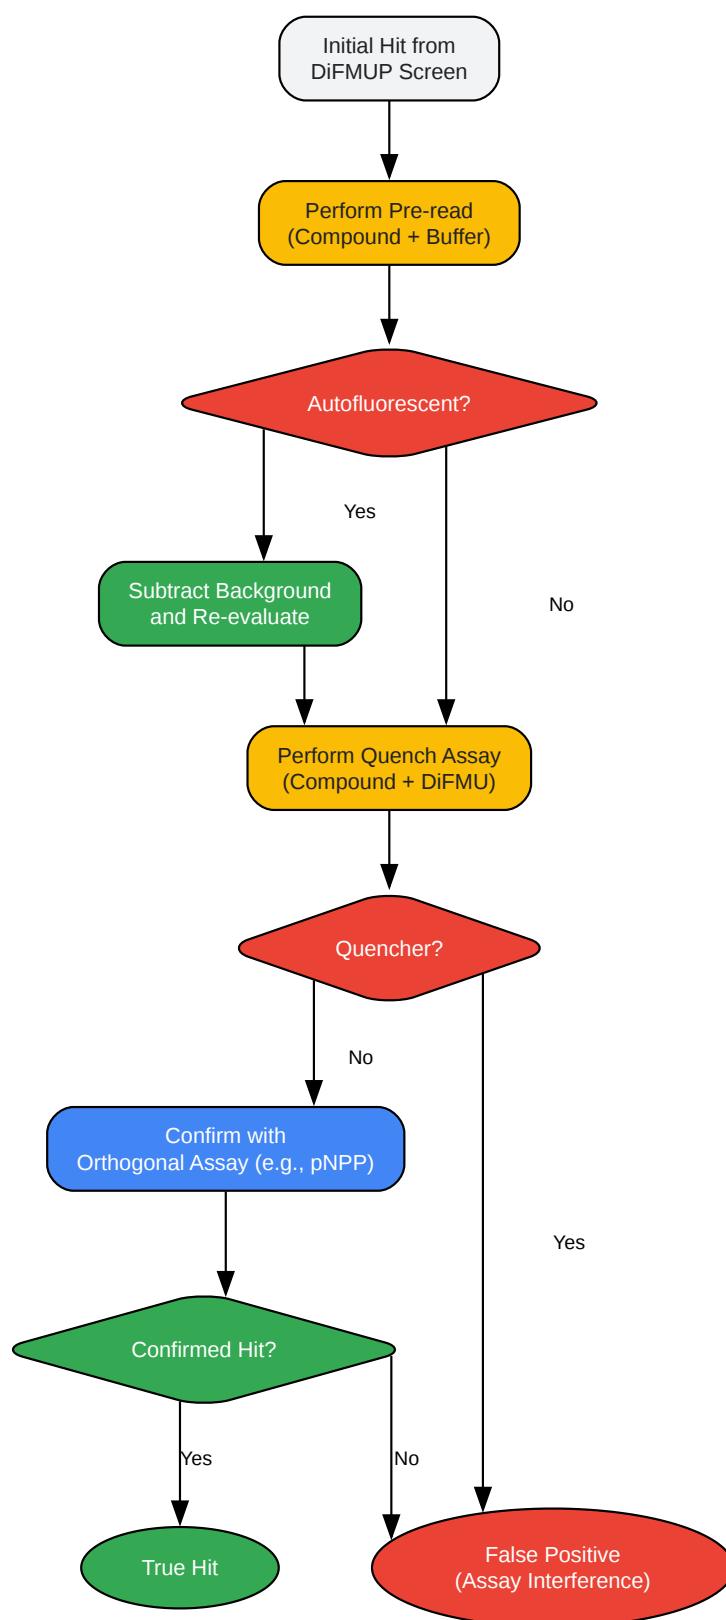 Initial Hit from
DiFMUP Screen
Perform Pre-read
(Compound + Buffer)
Autofluorescent?
Yes
Subtract Background
and Re-evaluate
No
Perform Quench Assay
(Compound + DiFMU)
Quencher?
No
Confirm with
Orthogonal Assay (e.g., pNPP)
Yes
Confirmed Hit?
Yes
No
True Hit
False Positive
(Assay Interference)